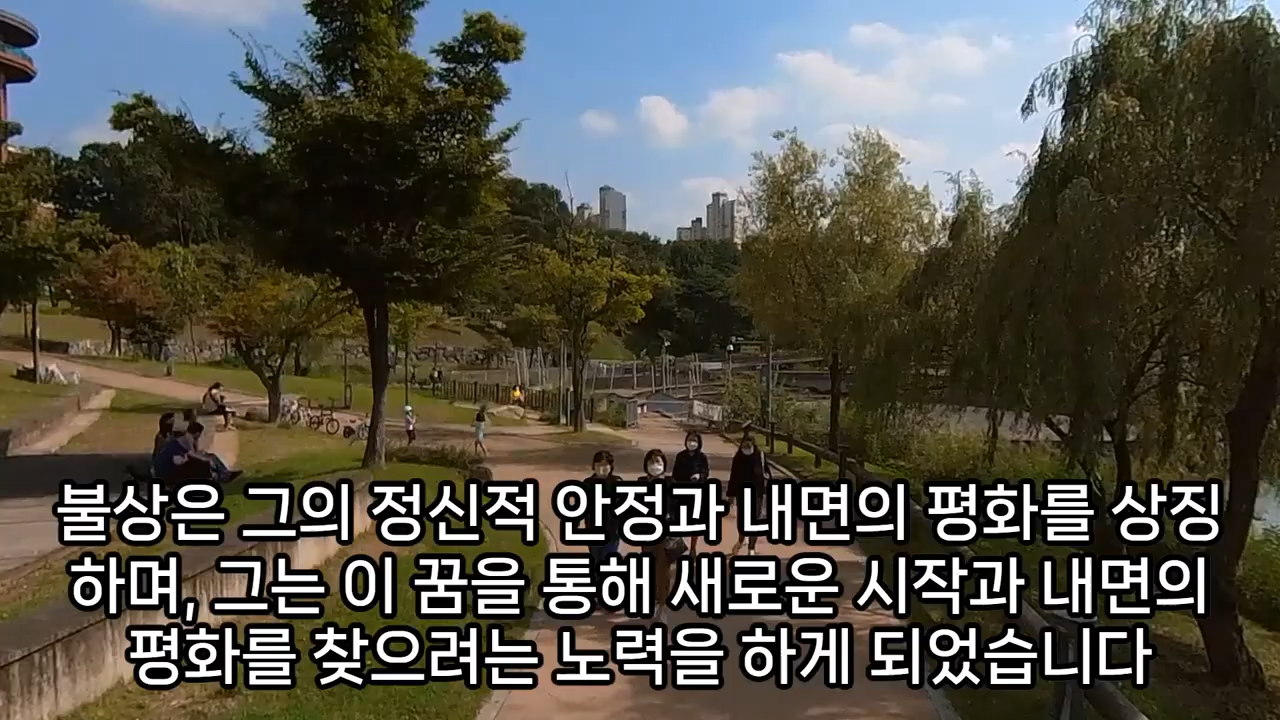 불상은 그의 정신적 안정과 내면의 평화를 상징
하며, 그는 이 꿈을 통해 새로운 시작과 내면의
평화를 찾으려는 노력을 하게 되었습니다